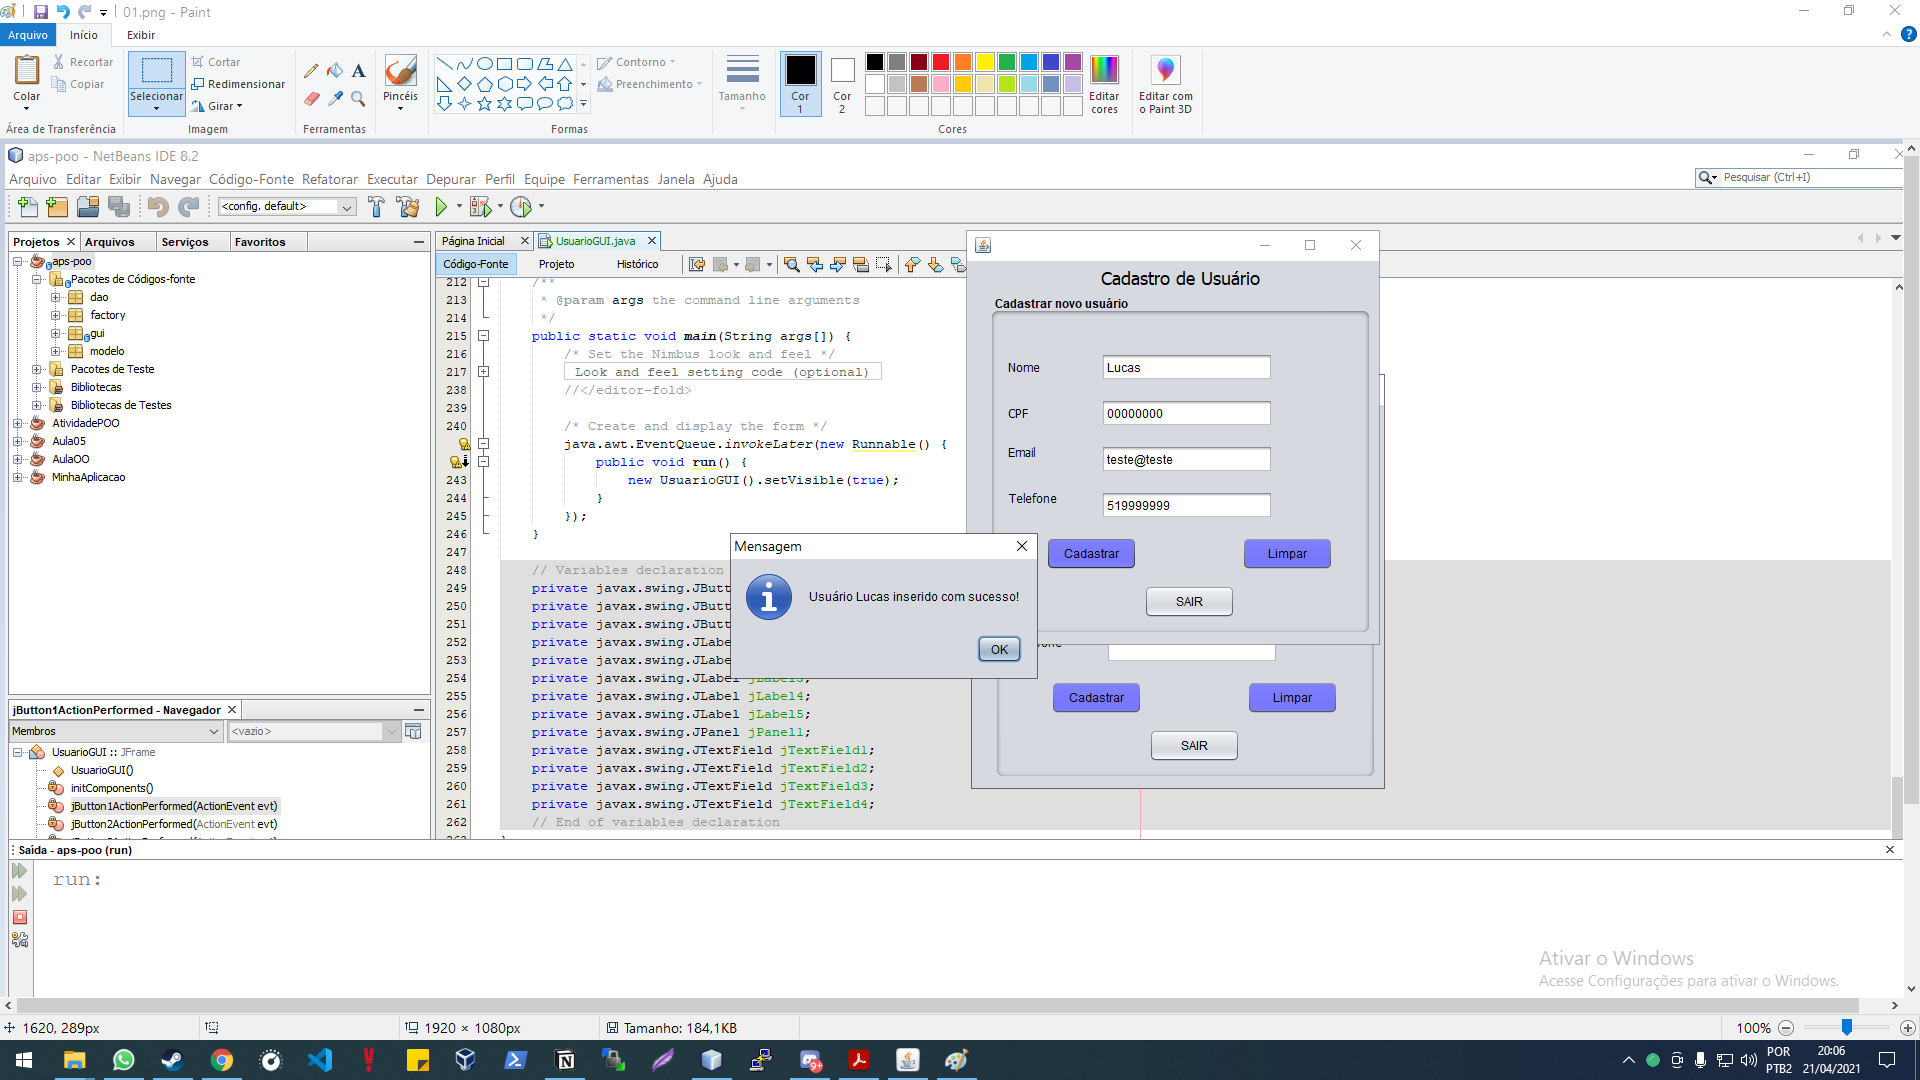 01.png - Paint
Arquivo Início Exibir
Colar
Recortar
Copiar
Área de Transferência
Selecionar
Cortar
Redimensionar
Girar
Imagem
Ferramentas
Pincéis
Contorno
Preenchimento
Formas
Tamanho
Cor 1
Cor 2
Cores
Editar cores
Editar com o Paint 3D
aps-poo - NetBeans IDE 8.2
Arquivo Editar Exibir Navegar Código-Fonte Refatorar Executar Depurar Perfil Equipe Ferramentas Janela Ajuda
Pesquisar (Ctrl+I)
<config. default>
Projetos Arquivos Serviços Favoritos
aps-poo
Pacotes de Códigos-fonte
dao
factory
gui
modelo
Pacotes de Teste
Bibliotecas
Bibliotecas de Testes
AtividadePOO
Aula05
AulaOO
MinhaAplicacao
jButton1ActionPerformed - Navegador
Membros <vazio>
UsuarioGUI :: JFrame
UsuarioGUI()
initComponents()
jButton1ActionPerformed(ActionEvent evt)
jButton2ActionPerformed(ActionEvent evt)
Página Inicial UsuarioGUI.java
Código-Fonte Projeto Histórico
212 /**
213 * @param args the command line arguments
214 */
215 public static void main(String args[]) {
216 /* Set the Nimbus look and feel */
217 Look and feel setting code (optional)
238 //</editor-fold>
239
240 /* Create and display the form */
java.awt.EventQueue.invokeLater(new Runnable() {
public void run() {
243 new UsuarioGUI().setVisible(true);
244 }
245 });
246 }
247
248 // Variables declaration
249 private javax.swing.JButt
250 private javax.swing.JButt
251 private javax.swing.JButt
252 private javax.swing.JLabe
253 private javax.swing.JLabe
254 private javax.swing.JLabel jLabel3;
255 private javax.swing.JLabel jLabel4;
256 private javax.swing.JLabel jLabel5;
257 private javax.swing.JPanel jPanel1;
258 private javax.swing.JTextField jTextField1;
259 private javax.swing.JTextField jTextField2;
260 private javax.swing.JTextField jTextField3;
261 private javax.swing.JTextField jTextField4;
262 // End of variables declaration
Cadastro de Usuário
Cadastrar novo usuário
Nome Lucas
CPF 00000000
Email teste@teste
Telefone 519999999
Cadastrar Limpar
SAIR
Mensagem
Usuário Lucas inserido com sucesso!
OK
Cadastrar Limpar
SAIR
Saída - aps-poo (run)
run:
Ativar o Windows
Acesse Configurações para ativar o Windows.
1620, 289px
1920 × 1080px
Tamanho: 184,1KB
100%
9+
POR
PTB2
20:06
21/04/2021